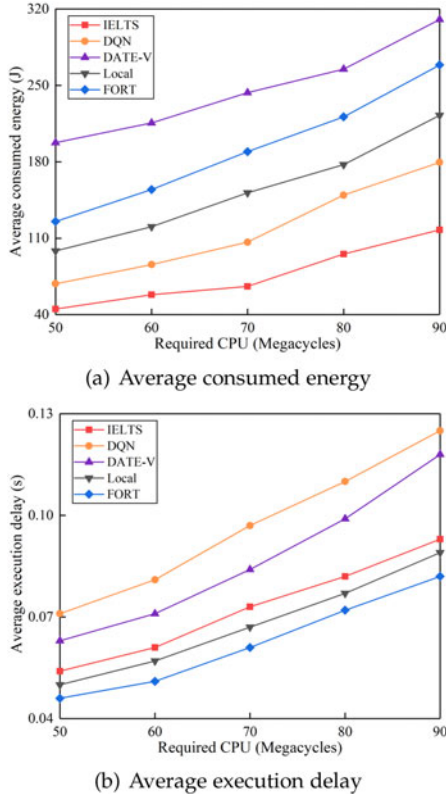 320
250
180
110
40
Average consumed energy (J)
IELTS
DQN
DATE-V
Local
FORT
50 60 70 80 90
Required CPU (Megacycles)
(a) Average consumed energy
0.13
0.10
0.07
0.04
Average execution delay (s)
IELTS
DQN
DATE-V
Local
FORT
50 60 70 80 90
Required CPU (Megacycles)
(b) Average execution delay